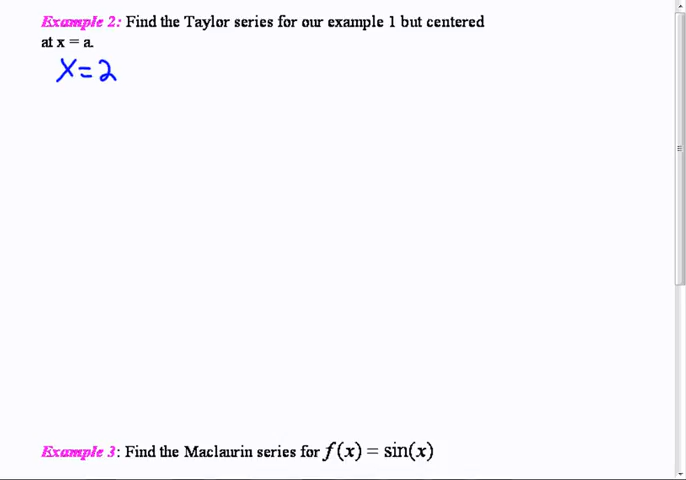 Example 2: Find the Taylor series for our example 1 but centered
at x = a.
x=2
Example 3: Find the Maclaurin series for f(x) = sin(x)